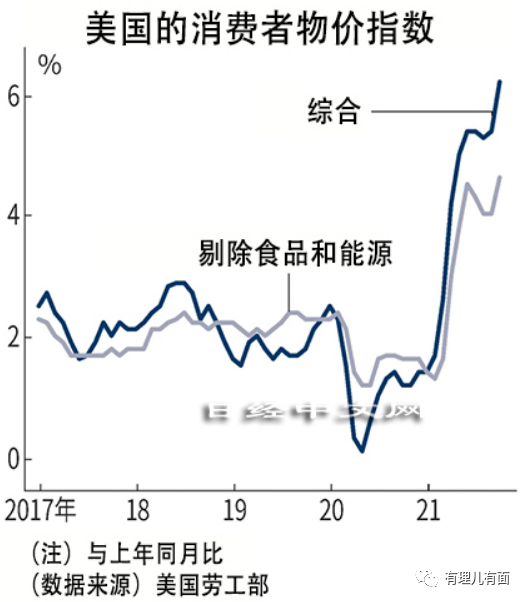 美国的消费者物价指数
%
6
综合
4
剔除食品和能源
2
日经中文网
0
2017年 18 19 20 21
（注）与上年同月比
（数据来源）美国劳工部
有理儿有面